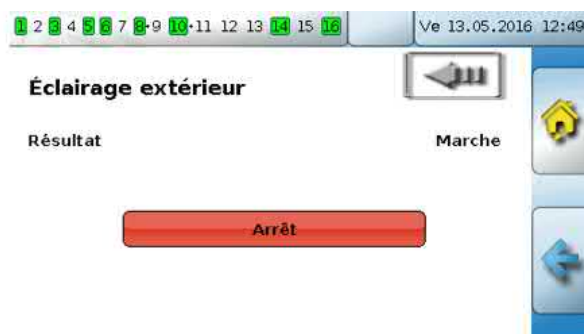 1 2 3 4 5 6 7 8·9 10·11 12 13 14 15 16 Ve 13.05.2016 12:49
Éclairage extérieur
Résultat Marche
Arrêt